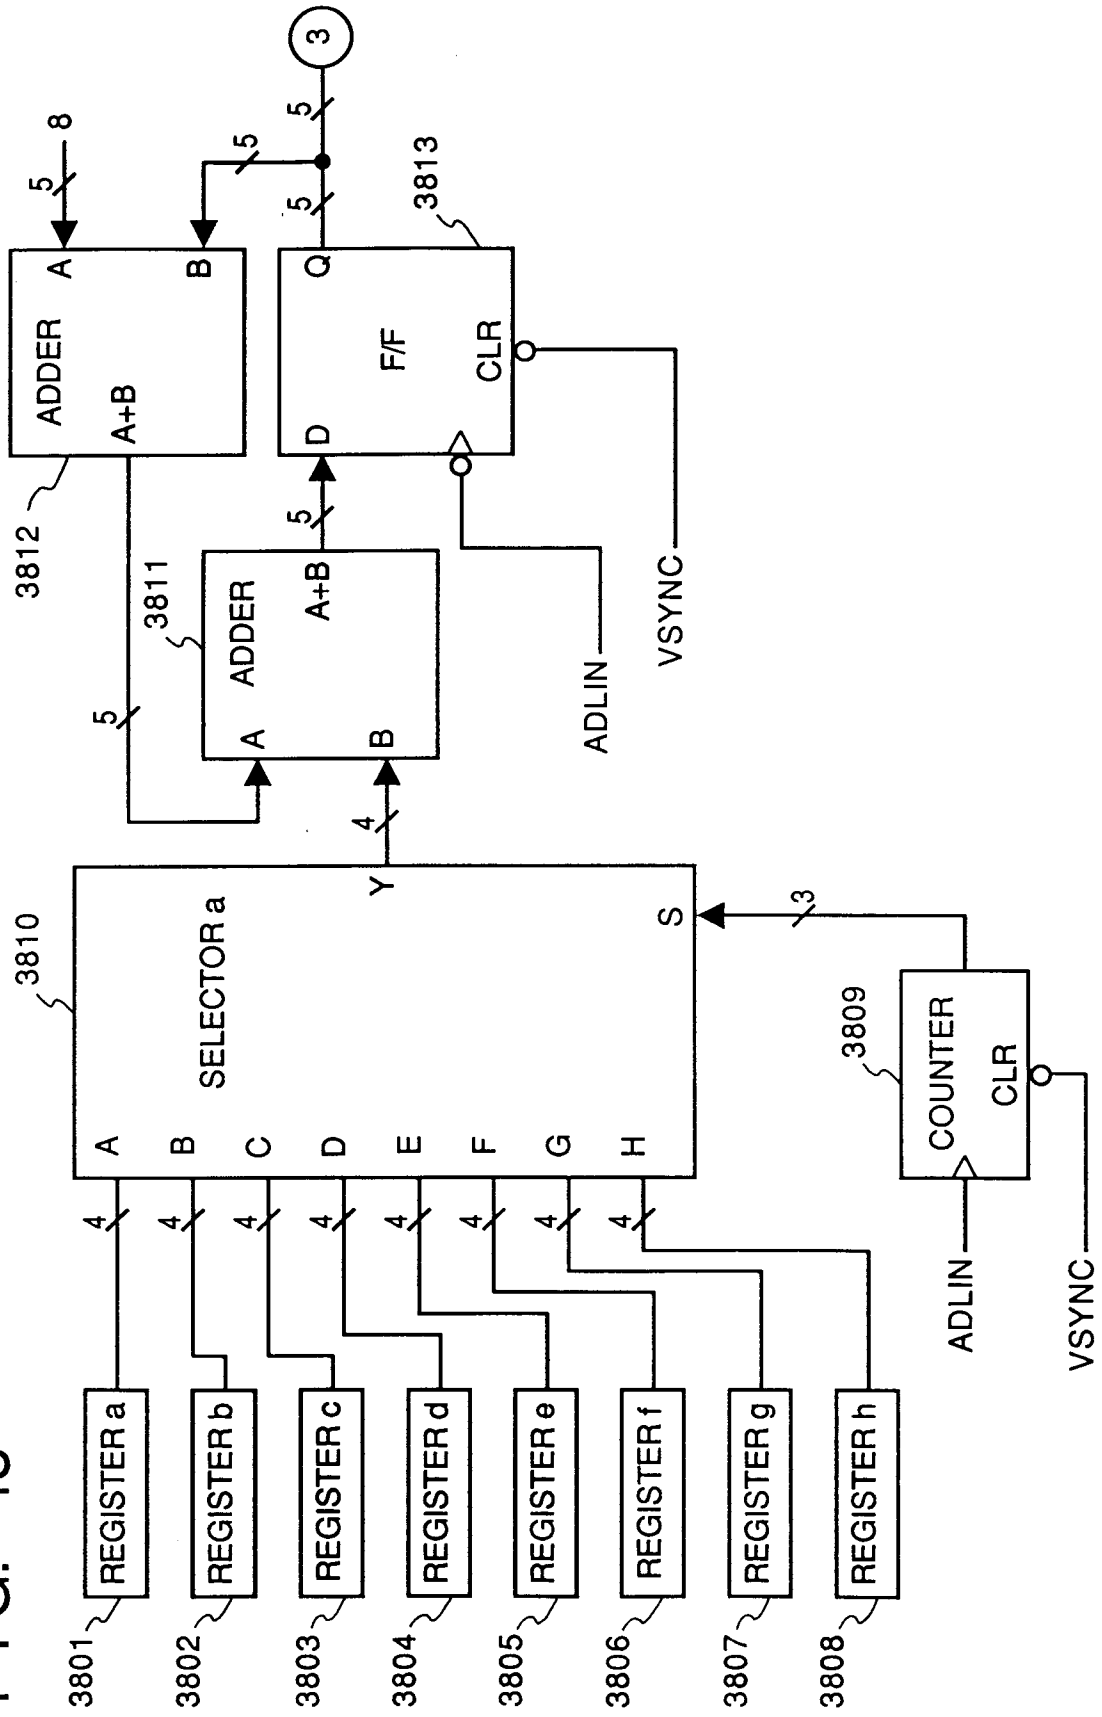 3801
REGISTER a
3802
REGISTER b
3803
REGISTER c
3804
REGISTER d
3805
REGISTER e
3806
REGISTER f
3807
REGISTER g
3808
REGISTER h
4
4
4
4
4
4
4
4
3810
SELECTOR a
A
B
C
D
E
F
G
H
Y
S
3
3809
COUNTER
CLR
ADLIN
VSYNC
4
5
3811
ADDER
A
B
A+B
5
3812
ADDER
A+B
A
B
5
8
5
3813
F/F
D
Q
CLR
ADLIN
VSYNC
5
5
3